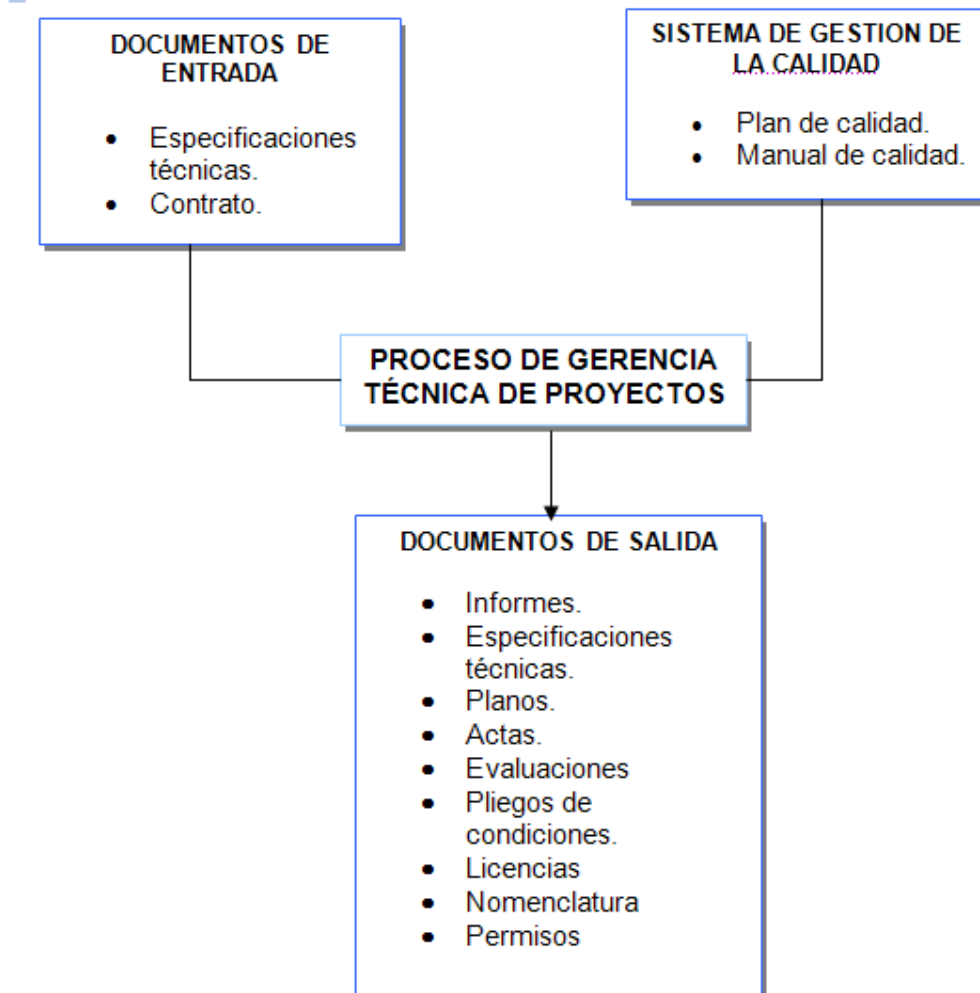 DOCUMENTOS DE
ENTRADA
• Especificaciones
técnicas.
• Contrato.
SISTEMA DE GESTION DE
LA CALIDAD
• Plan de calidad.
• Manual de calidad.
PROCESO DE GERENCIA
TÉCNICA DE PROYECTOS
DOCUMENTOS DE SALIDA
• Informes.
• Especificaciones
técnicas.
• Planos.
• Actas.
• Evaluaciones
• Pliegos de
condiciones.
• Licencias
• Nomenclatura
• Permisos